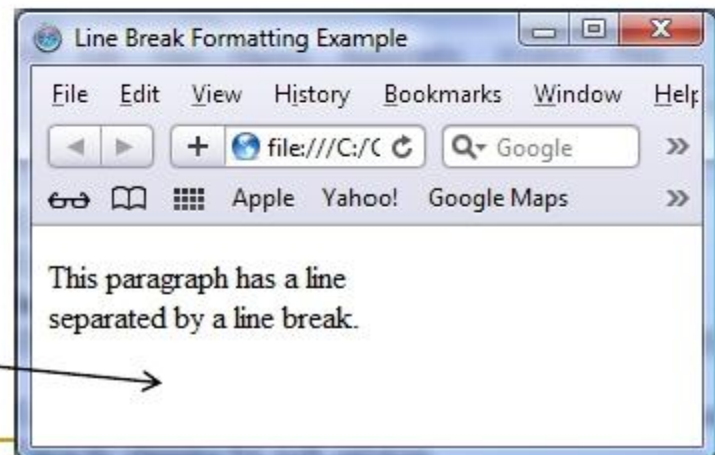 Line Break Formatting Example
File Edit View History Bookmarks Window Help
file:///C:/C Google
Apple Yahoo! Google Maps
This paragraph has a line
separated by a line break.